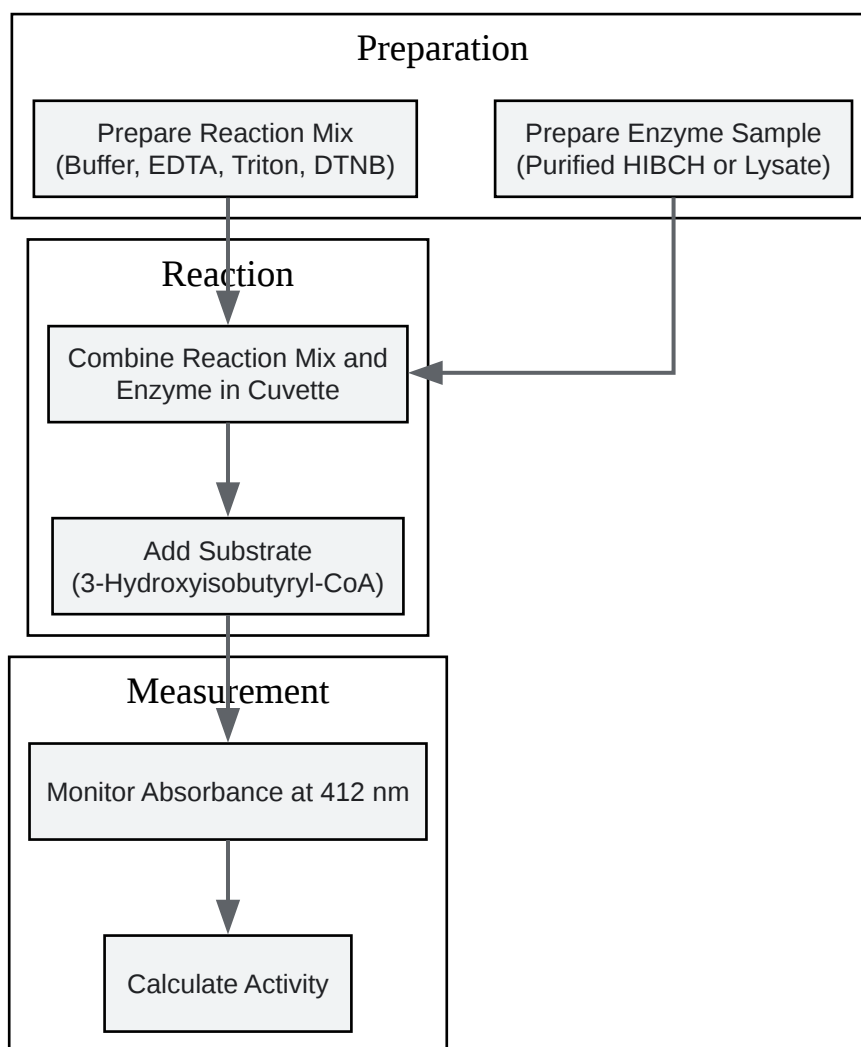 Preparation
Prepare Reaction Mix
(Buffer, EDTA, Triton, DTNB)
Prepare Enzyme Sample
(Purified HIBCH or Lysate)
Reaction
Combine Reaction Mix and
Enzyme in Cuvette
Add Substrate
(3-Hydroxyisobutyryl-CoA)
Measurement
Monitor Absorbance at 412 nm
Calculate Activity